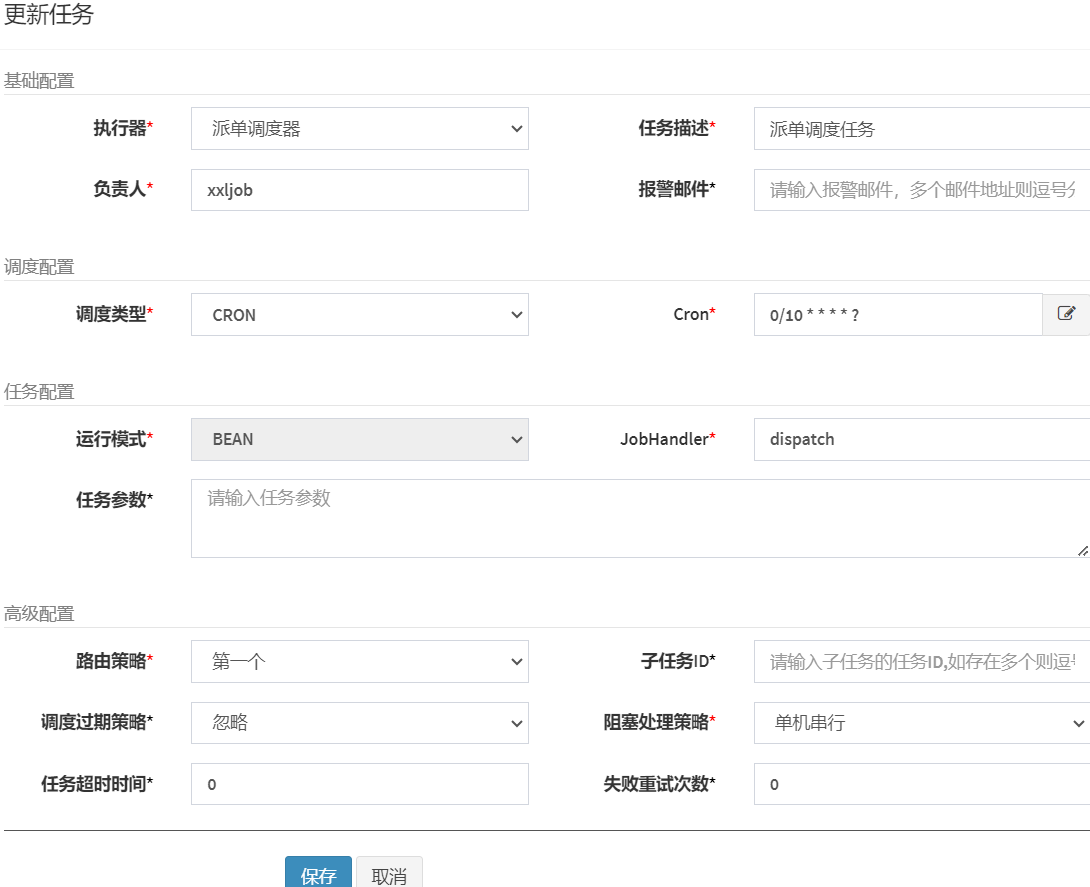 更新任务
基础配置
执行器* 派单调度器 任务描述* 派单调度任务
负责人* xxljob 报警邮件* 请输入报警邮件，多个邮件地址则逗号分
调度配置
调度类型* CRON Cron* 0/10 * * * * ?
任务配置
运行模式* BEAN JobHandler* dispatch
任务参数* 请输入任务参数
高级配置
路由策略* 第一个 子任务ID* 请输入子任务的任务ID,如存在多个则逗号
调度过期策略* 忽略 阻塞处理策略* 单机串行
任务超时时间* 0 失败重试次数* 0
保存 取消